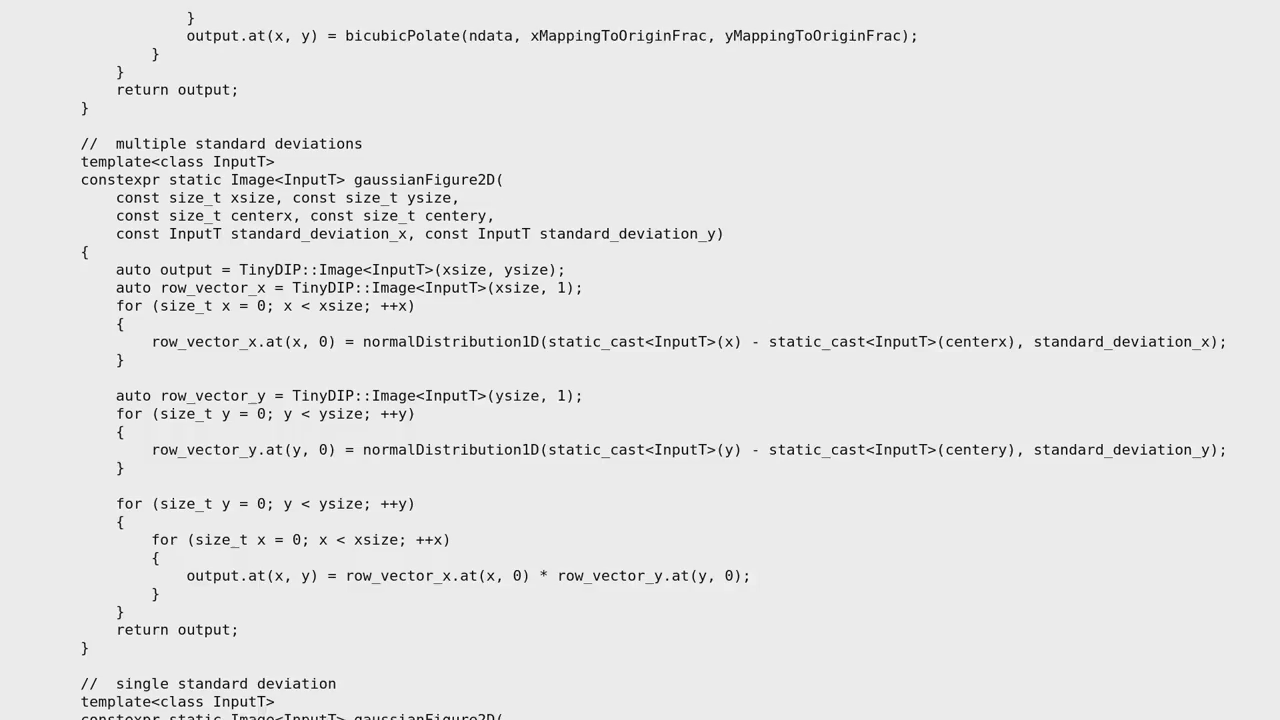 }
output.at(x, y) = bicubicPolate(ndata, xMappingToOriginFrac, yMappingToOriginFrac);
}
}
return output;
}
//  multiple standard deviations
template<class InputT>
constexpr static Image<InputT> gaussianFigure2D(
const size_t xsize, const size_t ysize,
const size_t centerx, const size_t centery,
const InputT standard_deviation_x, const InputT standard_deviation_y)
{
auto output = TinyDIP::Image<InputT>(xsize, ysize);
auto row_vector_x = TinyDIP::Image<InputT>(xsize, 1);
for (size_t x = 0; x < xsize; ++x)
{
row_vector_x.at(x, 0) = normalDistribution1D(static_cast<InputT>(x) - static_cast<InputT>(centerx), standard_deviation_x);
}
auto row_vector_y = TinyDIP::Image<InputT>(ysize, 1);
for (size_t y = 0; y < ysize; ++y)
{
row_vector_y.at(y, 0) = normalDistribution1D(static_cast<InputT>(y) - static_cast<InputT>(centery), standard_deviation_y);
}
for (size_t y = 0; y < ysize; ++y)
{
for (size_t x = 0; x < xsize; ++x)
{
output.at(x, y) = row_vector_x.at(x, 0) * row_vector_y.at(y, 0);
}
}
return output;
}
//  single standard deviation
template<class InputT>
constexpr static Image<InputT> gaussianFigure2D(